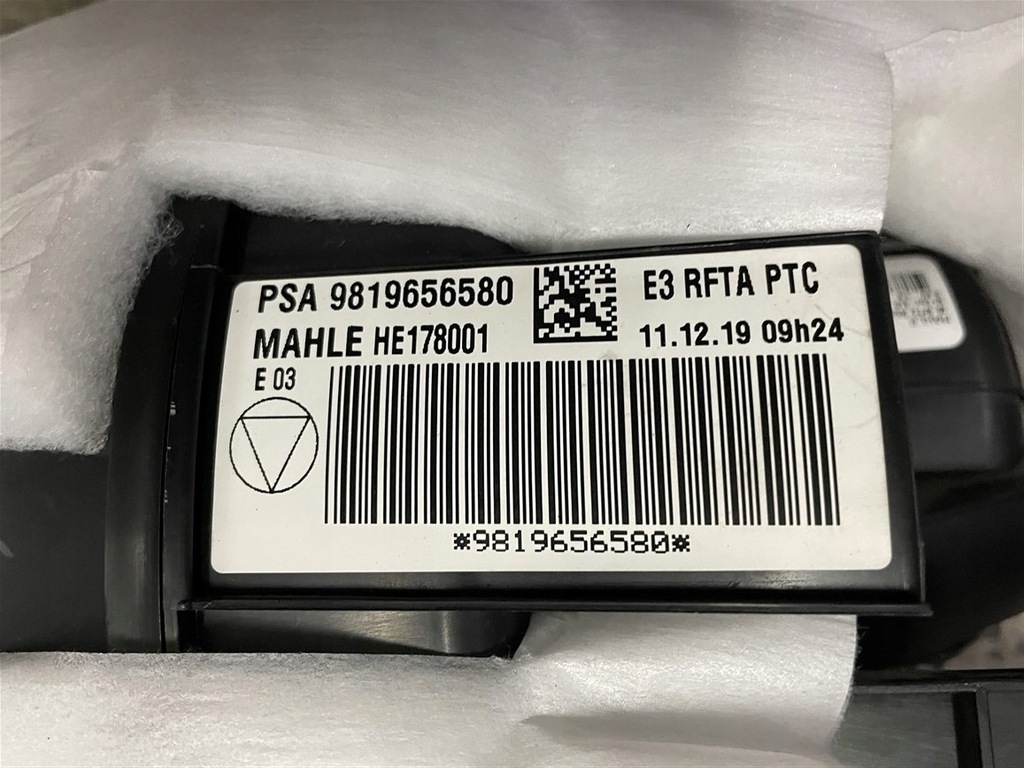 PSA 9819656580
E3 RFTA PTC
MAHLE HE178001
11.12.19 09h24
E 03
*9819656580*